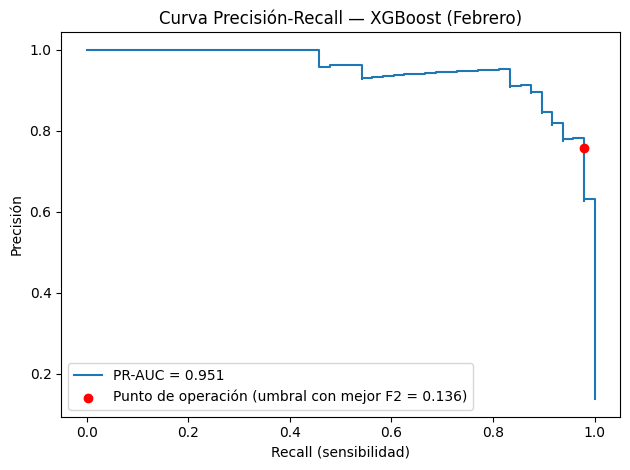 Curva Precisión-Recall — XGBoost (Febrero)
Precisión
1.0
0.8
0.6
0.4
0.2
PR-AUC = 0.951
Punto de operación (umbral con mejor F2 = 0.136)
0.0 0.2 0.4 0.6 0.8 1.0
Recall (sensibilidad)